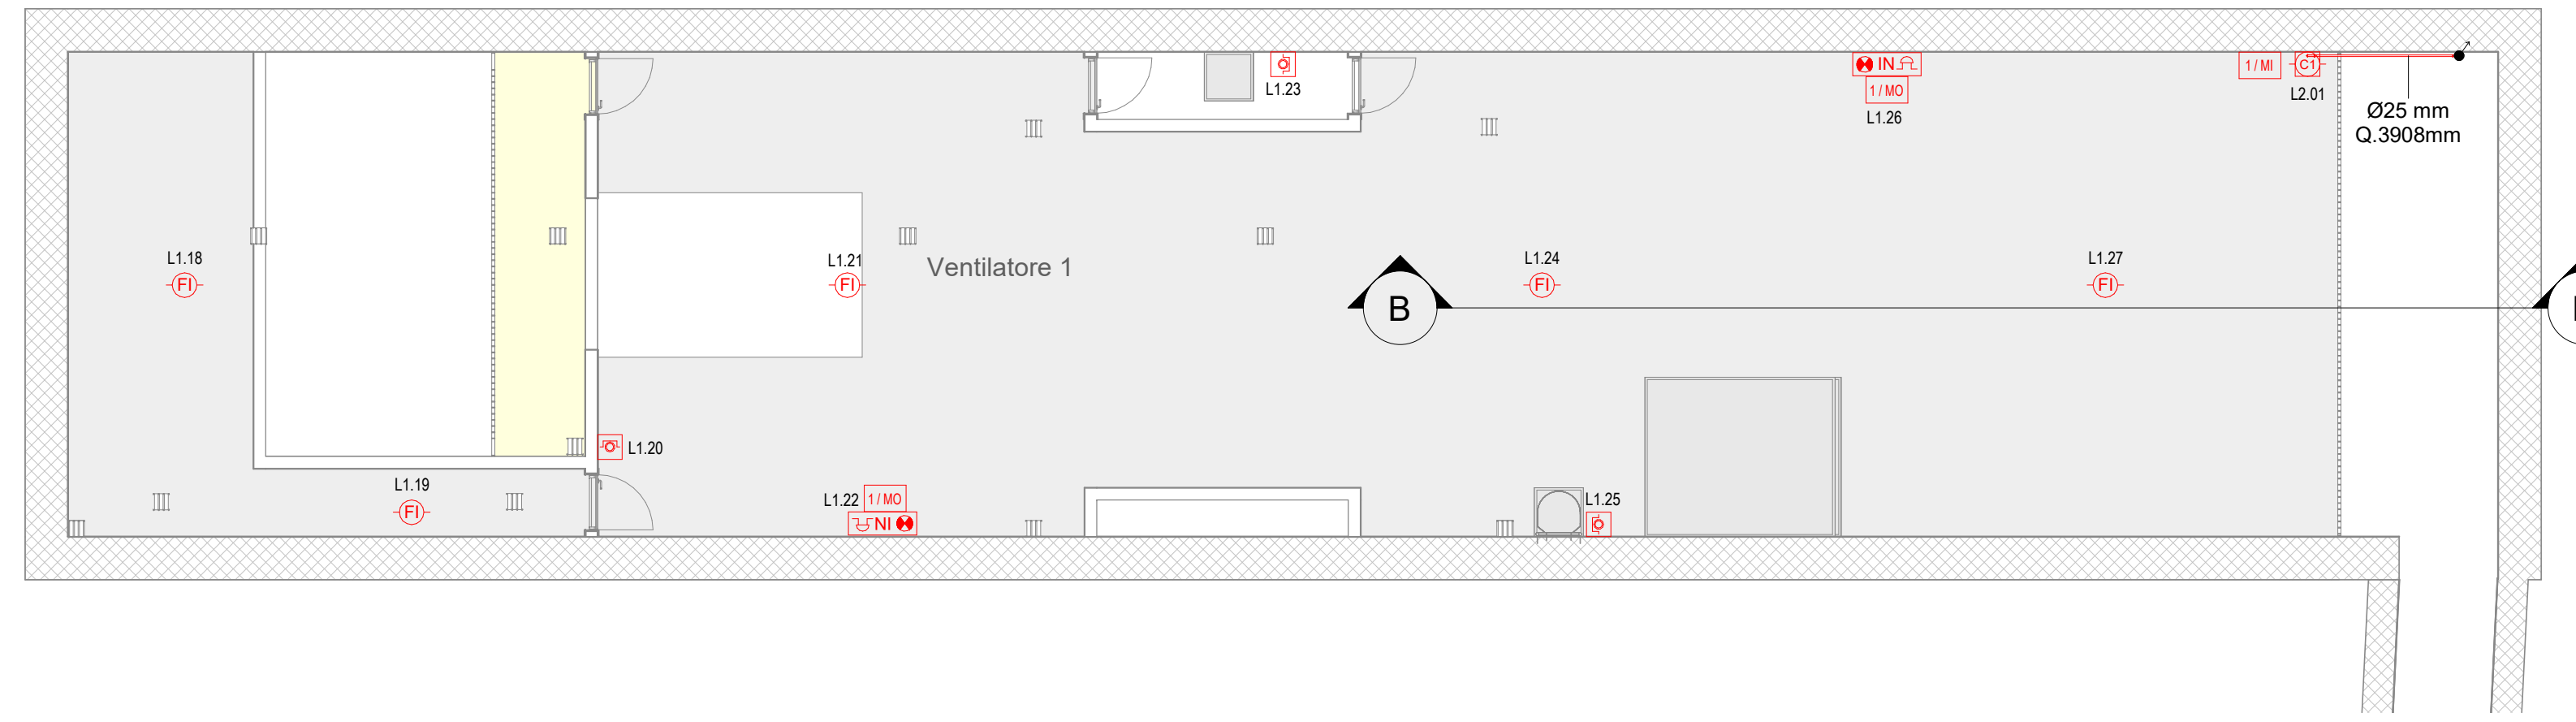 IN
1 / MO
L1.26
L1.23
1 / MI
C1
L2.01
Ø25 mm
Q.3908mm
L1.18
FI
L1.21
FI
Ventilatore 1
L1.24
FI
L1.27
FI
B
L1.20
L1.19
FI
L1.22
1 / MO
NI
L1.25